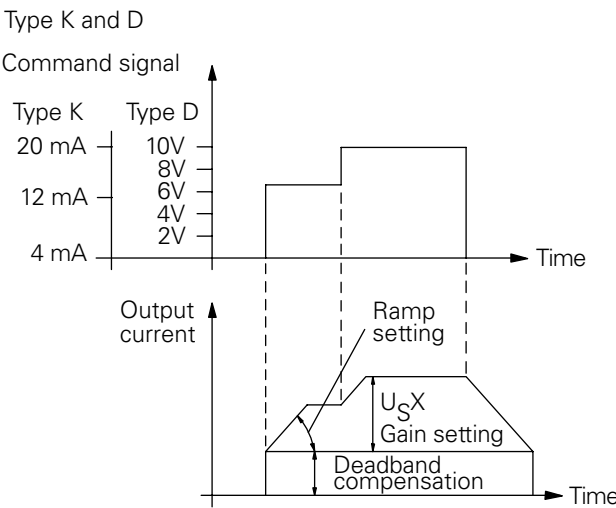 Type K and D
Command signal
Type K
Type D
20 mA
10V
8V
12 mA
6V
4V
2V
4 mA
Time
Output
current
Ramp
setting
USX
Gain setting
Deadband
compensation
Time